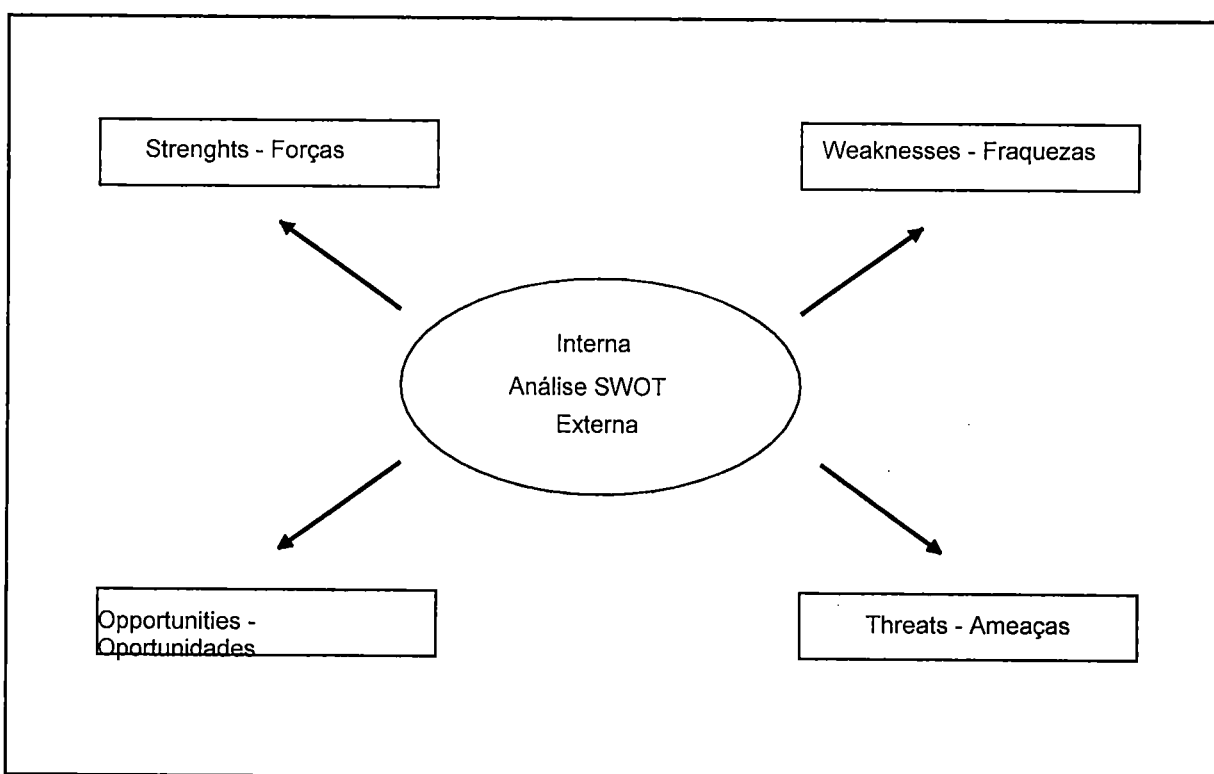 Strenghts - Forças
Weaknesses - Fraquezas
Interna
Análise SWOT
Externa
Opportunities -
Oportunidades
Threats - Ameaças